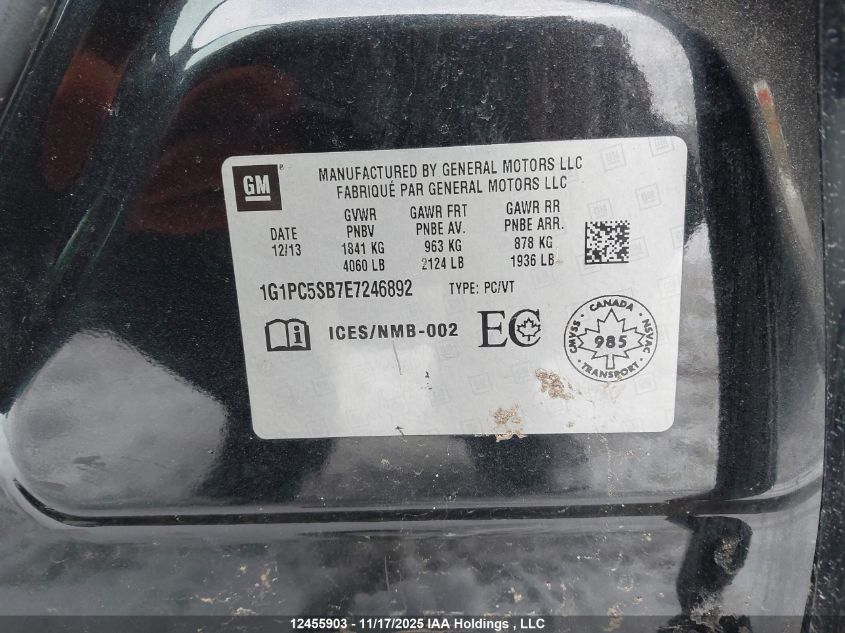 GM
MANUFACTURED BY GENERAL MOTORS LLC
FABRIQUÉ PAR GENERAL MOTORS LLC
DATE
12/13
GVWR
PNBV
1841 KG
4060 LB
GAWR FRT
PNBE AV.
963 KG
2124 LB
GAWR RR
PNBE ARR.
878 KG
1936 LB
1G1PC5SB7E7246892 TYPE: PC/VT
ICES/NMB-002
EC
CANADA
CMVSS
NSVAC
985
TRANSPORT
12455903 - 11/17/2025 IAA Holdings , LLC